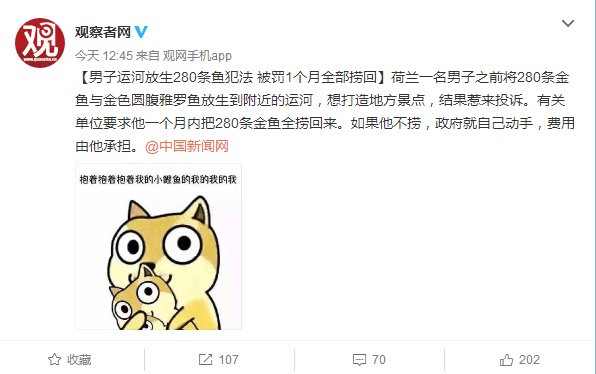 观
WWW.GUANCHA.CN
观察者网
今天 12:45 来自 观网手机app
【男子运河放生280条鱼犯法 被罚1个月全部捞回】荷兰一名男子之前将280条金
鱼与金色圆腹雅罗鱼放生到附近的运河，想打造地方景点，结果惹来投诉。有关
单位要求他一个月内把280条金鱼全捞回来。如果他不捞，政府就自己动手，费用
由他承担。@中国新闻网
抱着抱着抱着我的小鲤鱼的我的我的我
收藏
107
70
202